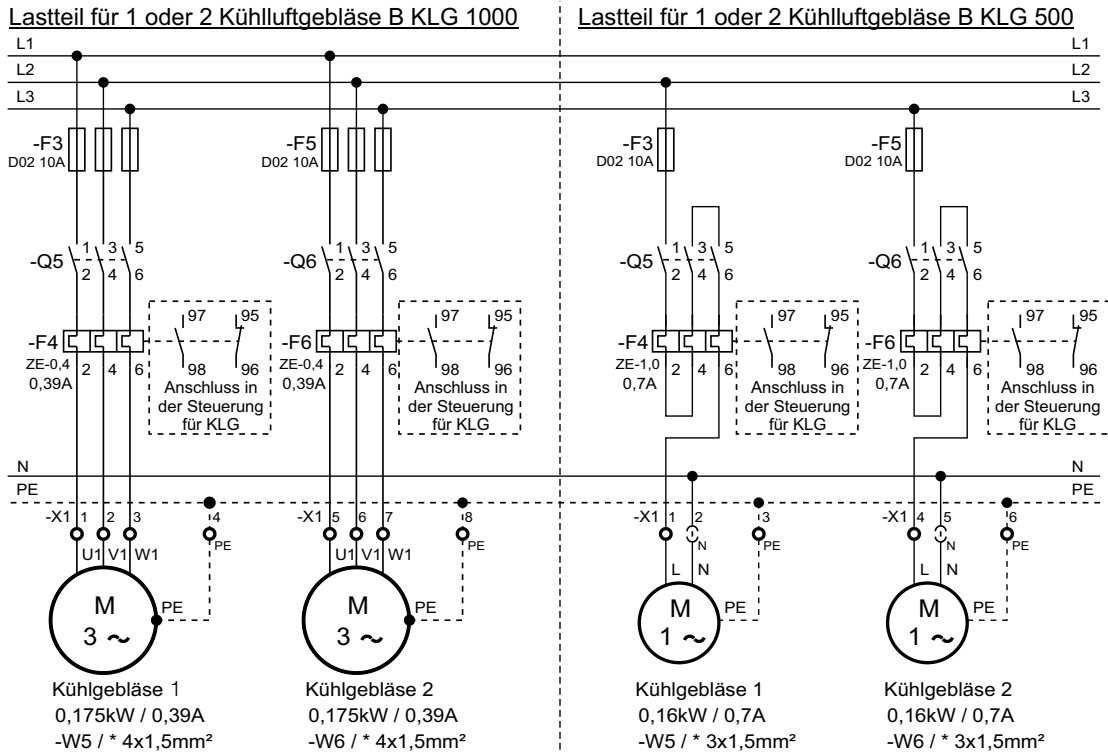 Lastteil für 1 oder 2 Kühlluftgebläse B KLG 1000
Lastteil für 1 oder 2 Kühlluftgebläse B KLG 500
L1 L1
L2 L2
L3 L3
-F3
D02 10A
-F5
D02 10A
-F3
D02 10A
-F5
D02 10A
-Q5
1 3 5
2 4 6
-Q6
1 3 5
2 4 6
-Q5
1 3 5
2 4 6
-Q6
1 3 5
2 4 6
-F4
ZE-0,4
0,39A
2 4 6
97 95
98 96
Anschluss in
der Steuerung
für KLG
-F6
ZE-0,4
0,39A
2 4 6
97 95
98 96
Anschluss in
der Steuerung
für KLG
-F4
ZE-1,0
0,7A
2 4 6
97 95
98 96
Anschluss in
der Steuerung
für KLG
-F6
ZE-1,0
0,7A
2 4 6
97 95
98 96
Anschluss in
der Steuerung
für KLG
N N
PE PE
-X1 1 2 3 4
PE
U1 V1 W1
M
3 ~
PE
Kühlgebläse 1
0,175kW / 0,39A
-W5 / * 4x1,5mm²
-X1 5 6 7 8
PE
U1 V1 W1
M
3 ~
PE
Kühlgebläse 2
0,175kW / 0,39A
-W6 / * 4x1,5mm²
-X1 1 2 3
N PE
L N
M
1 ~
PE
Kühlgebläse 1
0,16kW / 0,7A
-W5 / * 3x1,5mm²
-X1 4 5 6
N PE
L N
M
1 ~
PE
Kühlgebläse 2
0,16kW / 0,7A
-W6 / * 3x1,5mm²